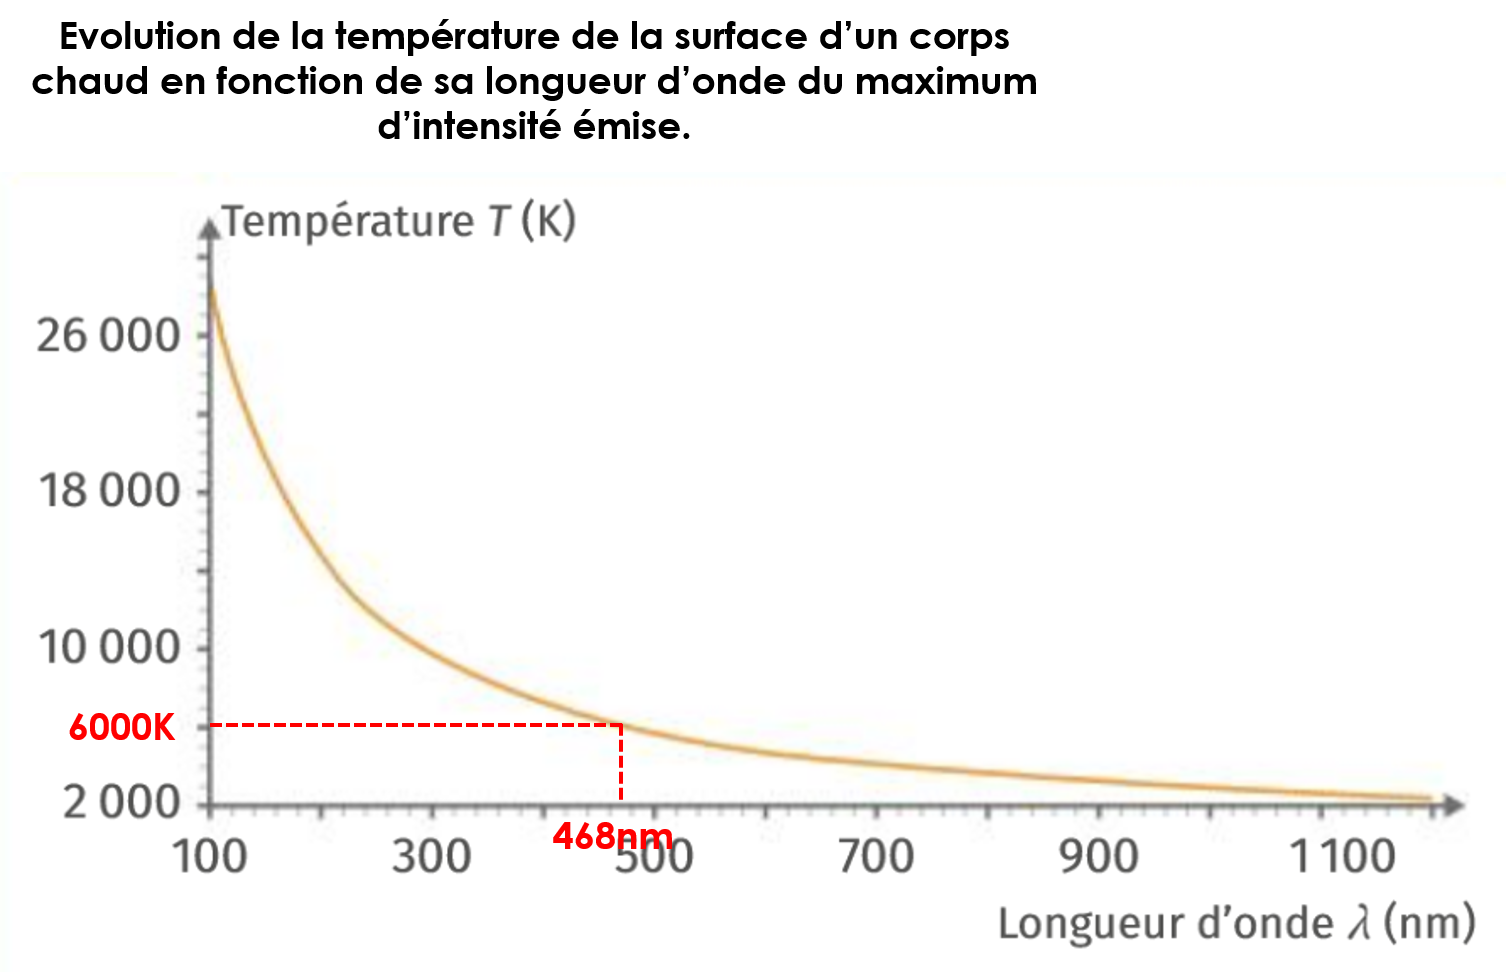 Evolution de la température de la surface d’un corps
chaud en fonction de sa longueur d’onde du maximum
d’intensité émise.
Température T (K)
26 000
18 000
10 000
6000K
2 000
468nm
100 300 500 700 900 1 100
Longueur d’onde λ (nm)